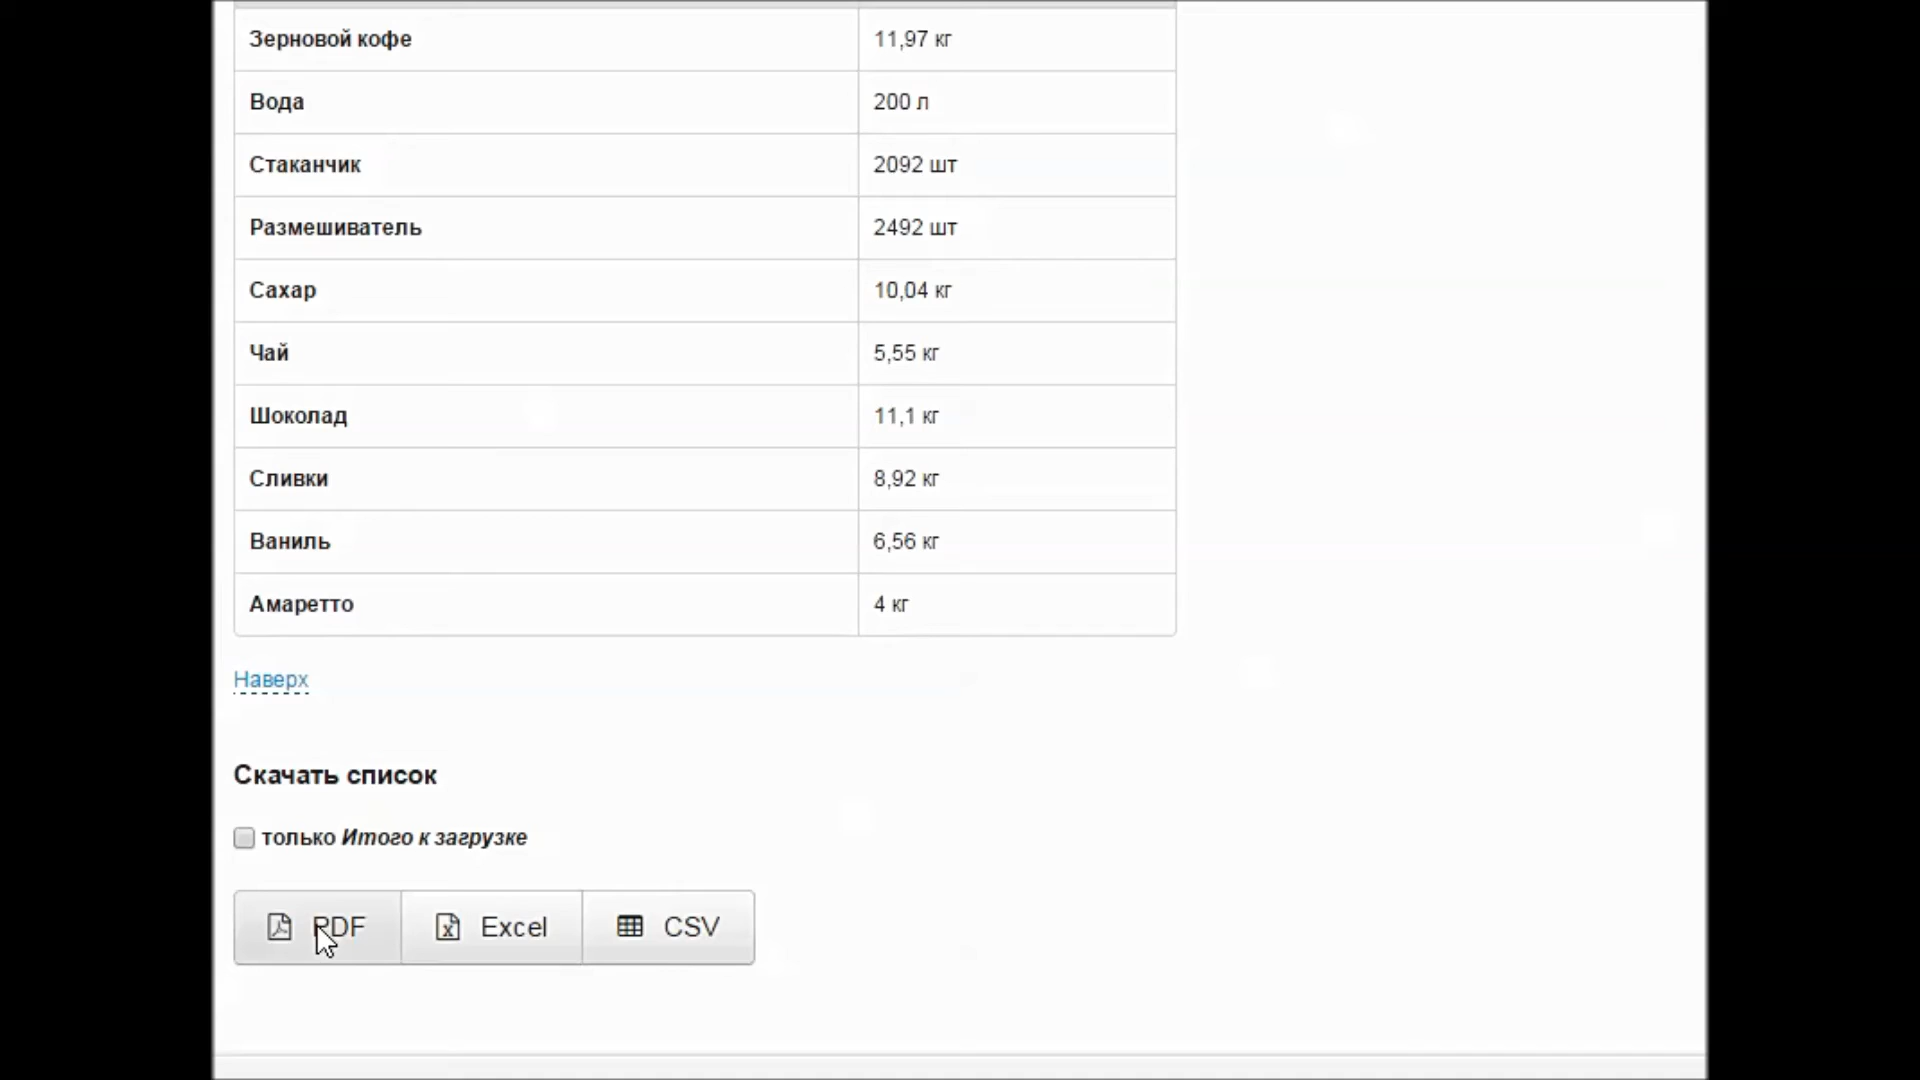 Зерновой кофе 11,97 кг
Вода 200 л
Стаканчик 2092 шт
Размешиватель 2492 шт
Сахар 10,04 кг
Чай 5,55 кг
Шоколад 11,1 кг
Сливки 8,92 кг
Ваниль 6,56 кг
Амаретто 4 кг
Наверх
Скачать список
только Итого к загрузке
PDF Excel CSV